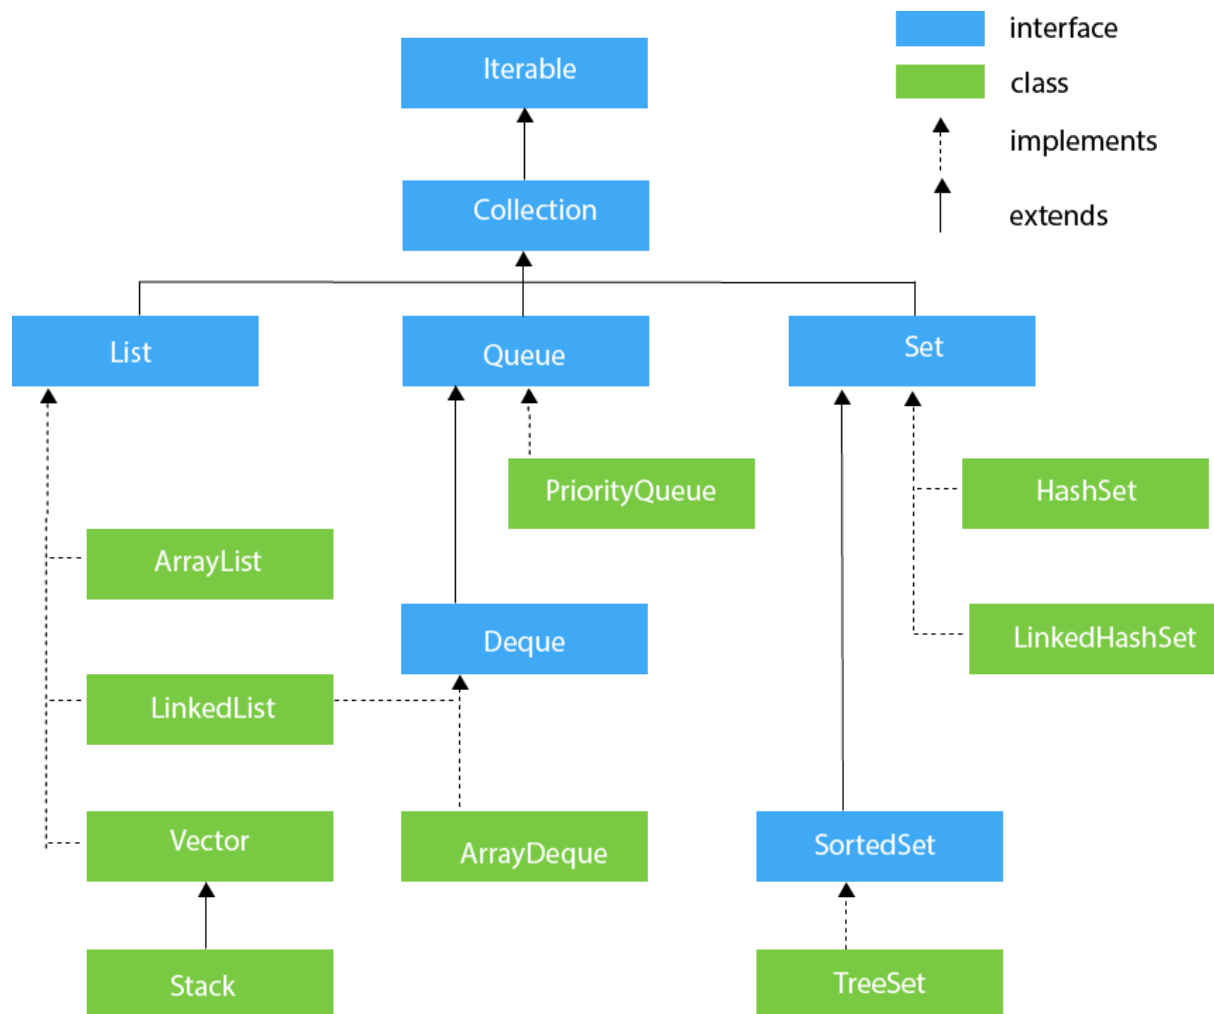 interface
Iterable
class
implements
Collection
extends
List
Queue
Set
PriorityQueue
HashSet
ArrayList
Deque
LinkedHashSet
LinkedList
Vector
ArrayDeque
SortedSet
Stack
TreeSet